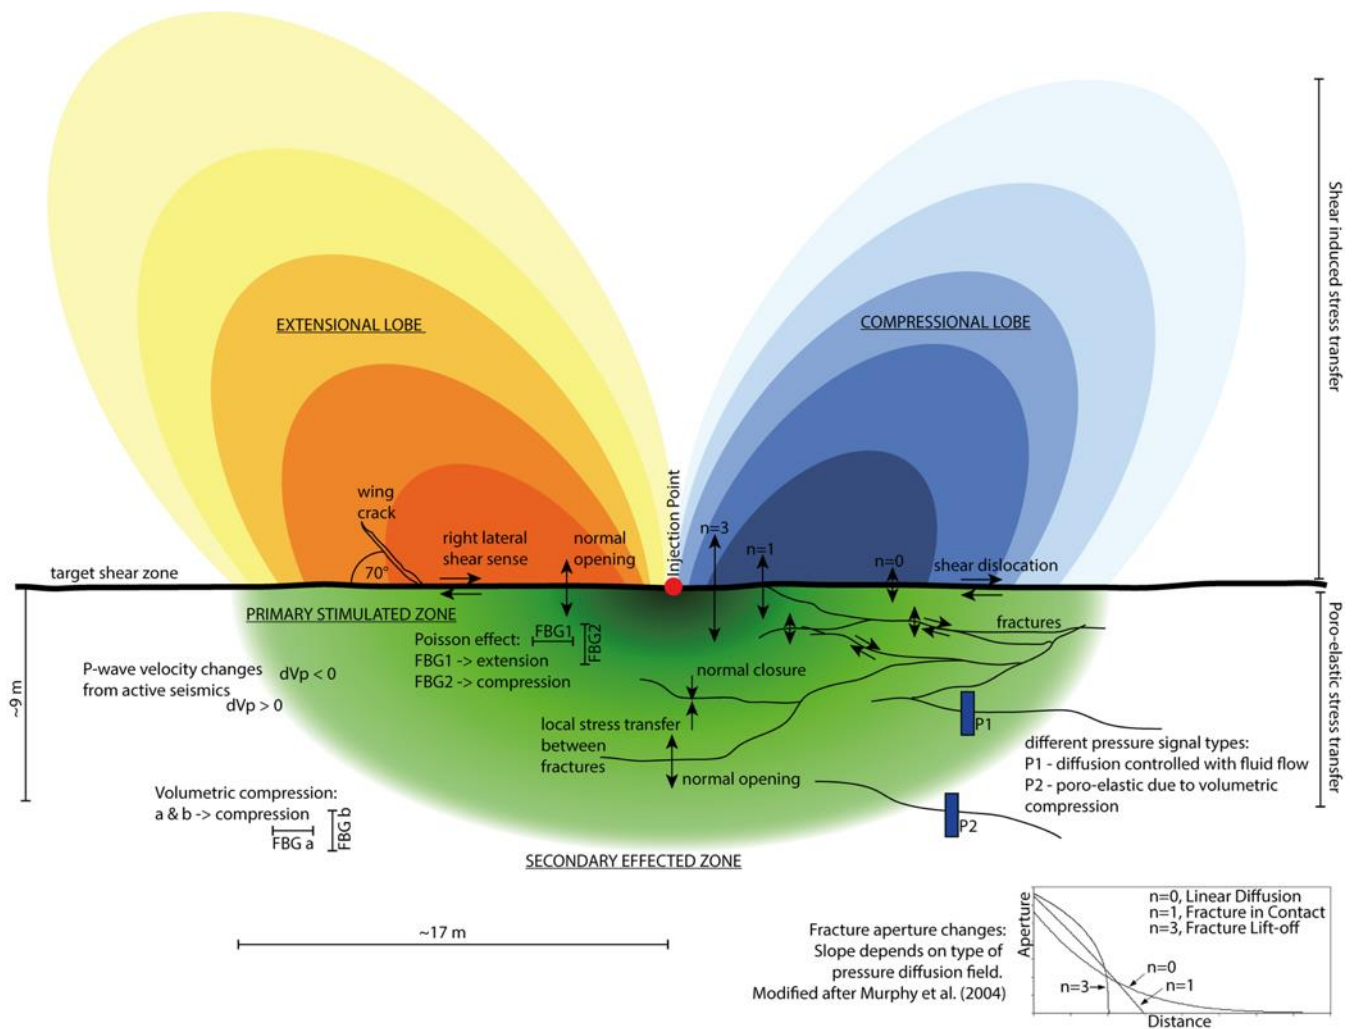 EXTENSIONAL LOBE
COMPRESSIONAL LOBE
Shear induced stress transfer
Injection Point
wing
crack
70°
right lateral
shear sense
normal
opening
n=3
n=1
n=0
shear dislocation
target shear zone
PRIMARY STIMULATED ZONE
Poisson effect:
FBG1 -> extension
FBG2 -> compression
FBG1
FBG2
fractures
P-wave velocity changes
from active seismics
dVp < 0
dVp > 0
normal closure
local stress transfer
between
fractures
normal opening
P1
P2
different pressure signal types:
P1 - diffusion controlled with fluid flow
P2 - poro-elastic due to volumetric
compression
Poro-elastic stress transfer
~9 m
Volumetric compression:
a & b -> compression
FBG a
FBG b
SECONDARY EFFECTED ZONE
~17 m
Fracture aperture changes:
Slope depends on type of
pressure diffusion field.
Modified after Murphy et al. (2004)
Aperture
n=0, Linear Diffusion
n=1, Fracture in Contact
n=3, Fracture Lift-off
n=0
n=3
n=1
Distance